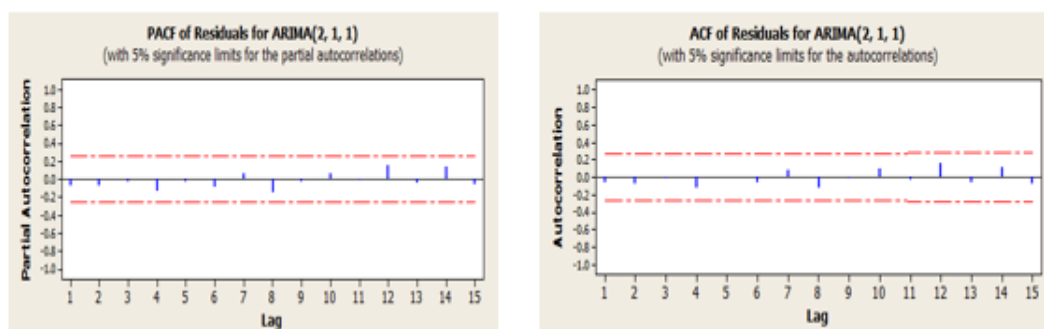 PACF of Residuals for ARIMA(2, 1, 1)
(with 5% significance limits for the partial autocorrelations)
Partial Autocorrelation
1.0
0.8
0.6
0.4
0.2
0.0
-0.2
-0.4
-0.6
-0.8
-1.0
1 2 3 4 5 6 7 8 9 10 11 12 13 14 15
Lag
ACF of Residuals for ARIMA(2, 1, 1)
(with 5% significance limits for the autocorrelations)
Autocorrelation
1.0
0.8
0.6
0.4
0.2
0.0
-0.2
-0.4
-0.6
-0.8
-1.0
1 2 3 4 5 6 7 8 9 10 11 12 13 14 15
Lag